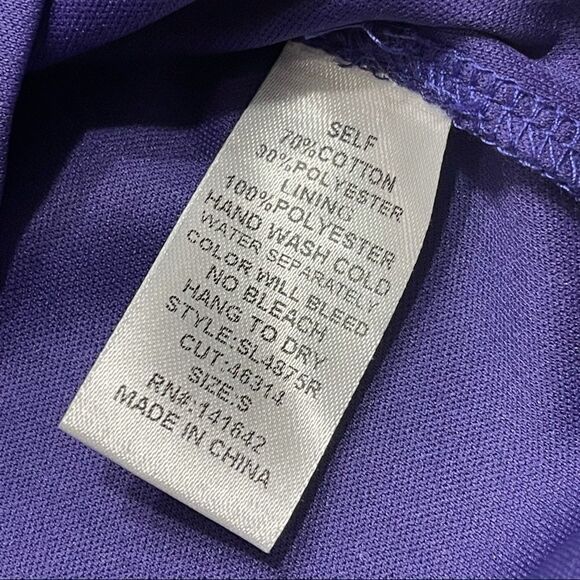 SELF
70%COTTON
30%POLYESTER
LINING
100%POLYESTER
HAND WASH COLD
WATER SEPARATELY
COLOR WILL BLEED
NO BLEACH
HANG TO DRY
STYLE:SL4875R
CUT:46314
SIZE:S
RN#:141642
MADE IN CHINA